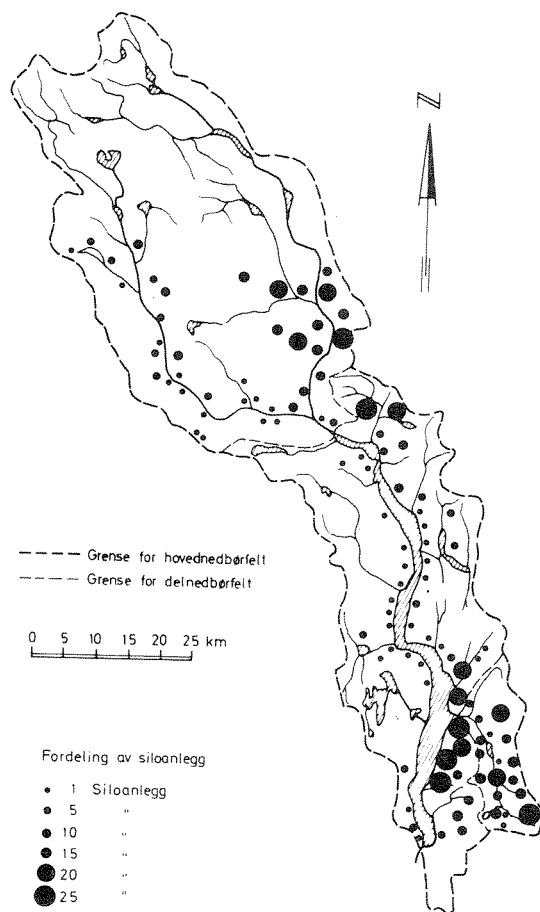 N
Grense for hovednedbørfelt
Grense for delnedbørfelt
0 5 10 15 20 25 km
Fordeling av siloanlegg
1 Siloanlegg
5 "
10 "
15 "
20 "
25 "